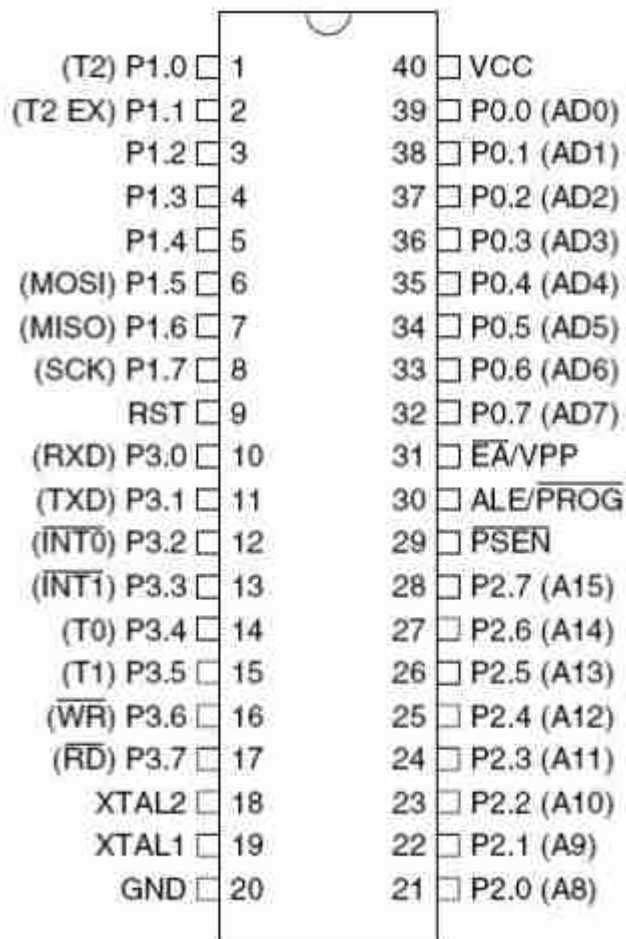 (T2) P1.0 1 40 VCC
(T2 EX) P1.1 2 39 P0.0 (AD0)
P1.2 3 38 P0.1 (AD1)
P1.3 4 37 P0.2 (AD2)
P1.4 5 36 P0.3 (AD3)
(MOSI) P1.5 6 35 P0.4 (AD4)
(MISO) P1.6 7 34 P0.5 (AD5)
(SCK) P1.7 8 33 P0.6 (AD6)
RST 9 32 P0.7 (AD7)
(RXD) P3.0 10 31 E̅A̅/VPP
(TXD) P3.1 11 30 ALE/P̅R̅O̅G̅
(I̅N̅T̅0̅) P3.2 12 29 P̅S̅E̅N̅
(I̅N̅T̅1̅) P3.3 13 28 P2.7 (A15)
(T0) P3.4 14 27 P2.6 (A14)
(T1) P3.5 15 26 P2.5 (A13)
(W̅R̅) P3.6 16 25 P2.4 (A12)
(R̅D̅) P3.7 17 24 P2.3 (A11)
XTAL2 18 23 P2.2 (A10)
XTAL1 19 22 P2.1 (A9)
GND 20 21 P2.0 (A8)